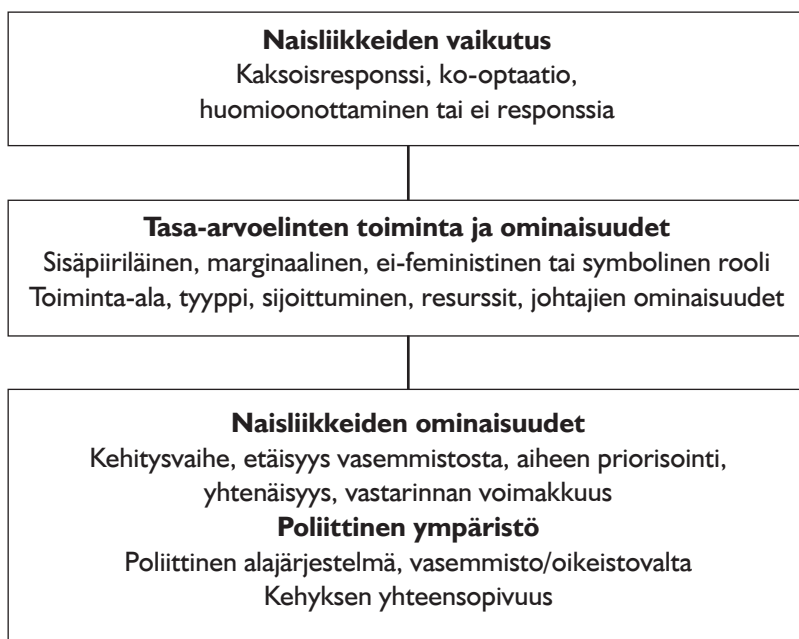 Naisliikkeiden vaikutus
Kaksoisresponssi, ko-optaatio,
huomioonottaminen tai ei responssia
Tasa-arvoelinten toiminta ja ominaisuudet
Sisäpiiriläinen, marginaalinen, ei-feministinen tai symbolinen rooli
Toiminta-ala, tyyppi, sijoittuminen, resurssit, johtajien ominaisuudet
Naisliikkeiden ominaisuudet
Kehitysvaihe, etäisyys vasemmistosta, aiheen priorisointi,
yhtenäisyys, vastarinnan voimakkuus
Poliittinen ympäristö
Poliittinen alajärjestelmä, vasemmisto/oikeistovalta
Kehyksen yhteensopivuus